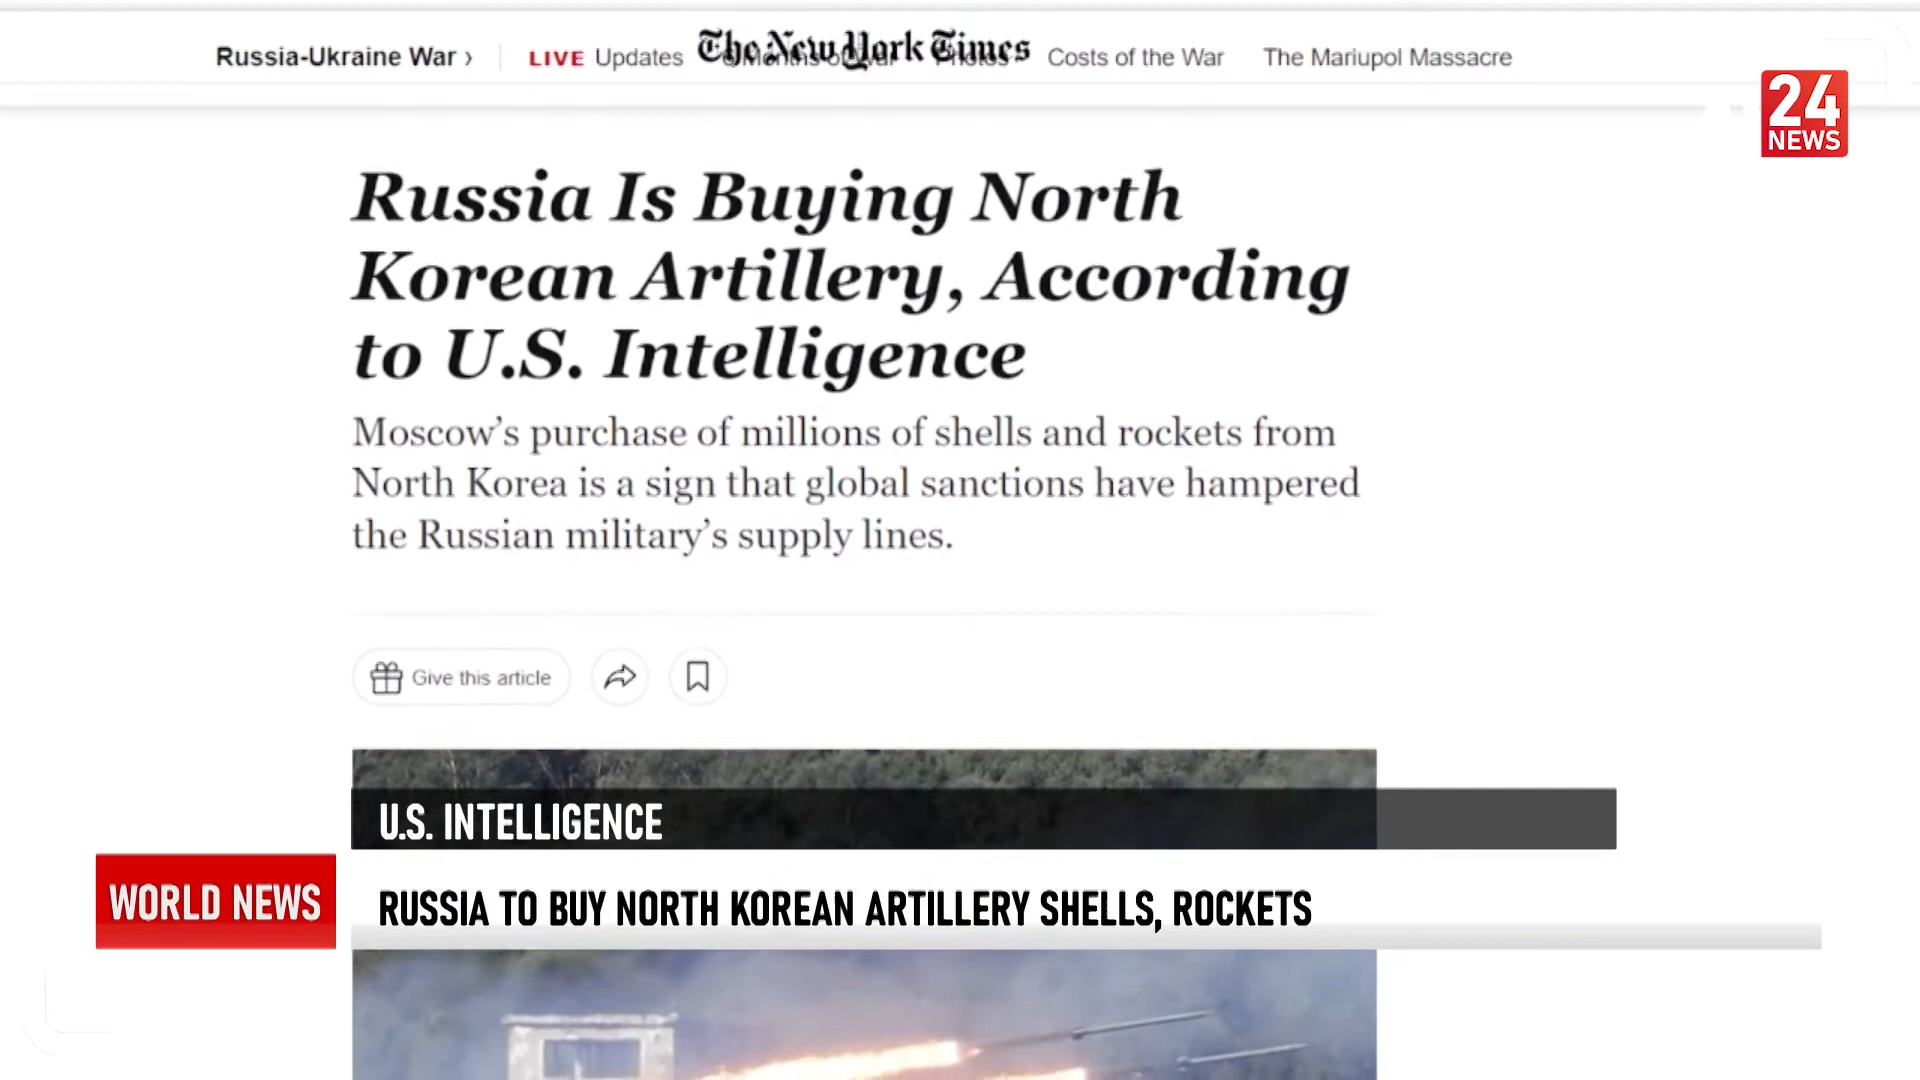 Russia-Ukraine War ›
LIVE Updates
The New York Times
Costs of the War
The Mariupol Massacre
24
NEWS
Russia Is Buying North
Korean Artillery, According
to U.S. Intelligence
Moscow’s purchase of millions of shells and rockets from
North Korea is a sign that global sanctions have hampered
the Russian military’s supply lines.
Give this article
U.S. INTELLIGENCE
WORLD NEWS
RUSSIA TO BUY NORTH KOREAN ARTILLERY SHELLS, ROCKETS